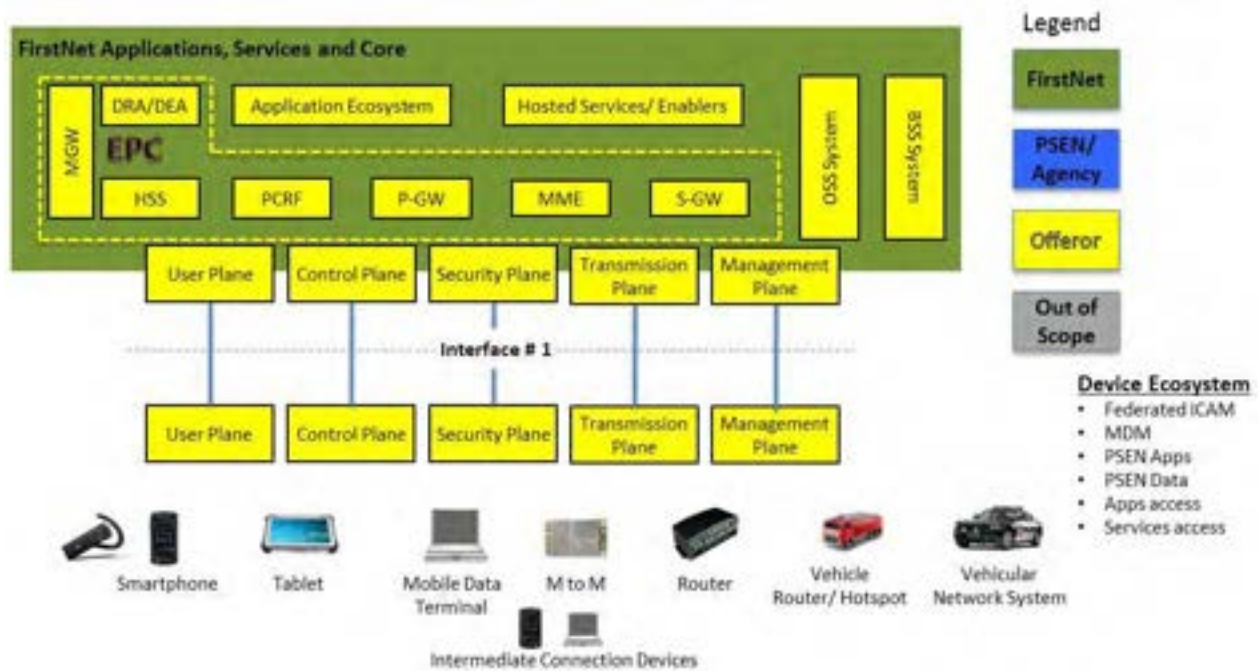 Legend
FirstNet Applications, Services and Core
FirstNet
MGW
DRA/DEA
Application Ecosystem
Hosted Services/ Enablers
OSS System
BSS System
EPC
PSEN/
Agency
HSS
PCRF
P-GW
MME
S-GW
Offeror
User Plane
Control Plane
Security Plane
Transmission
Plane
Management
Plane
Out of
Scope
Interface # 1
Device Ecosystem
• Federated ICAM
• MDM
• PSEN Apps
• PSEN Data
• Apps access
• Services access
User Plane
Control Plane
Security Plane
Transmission
Plane
Management
Plane
Smartphone
Tablet
Mobile Data
Terminal
M to M
Router
Vehicle
Router/ Hotspot
Vehicular
Network System
Intermediate Connection Devices